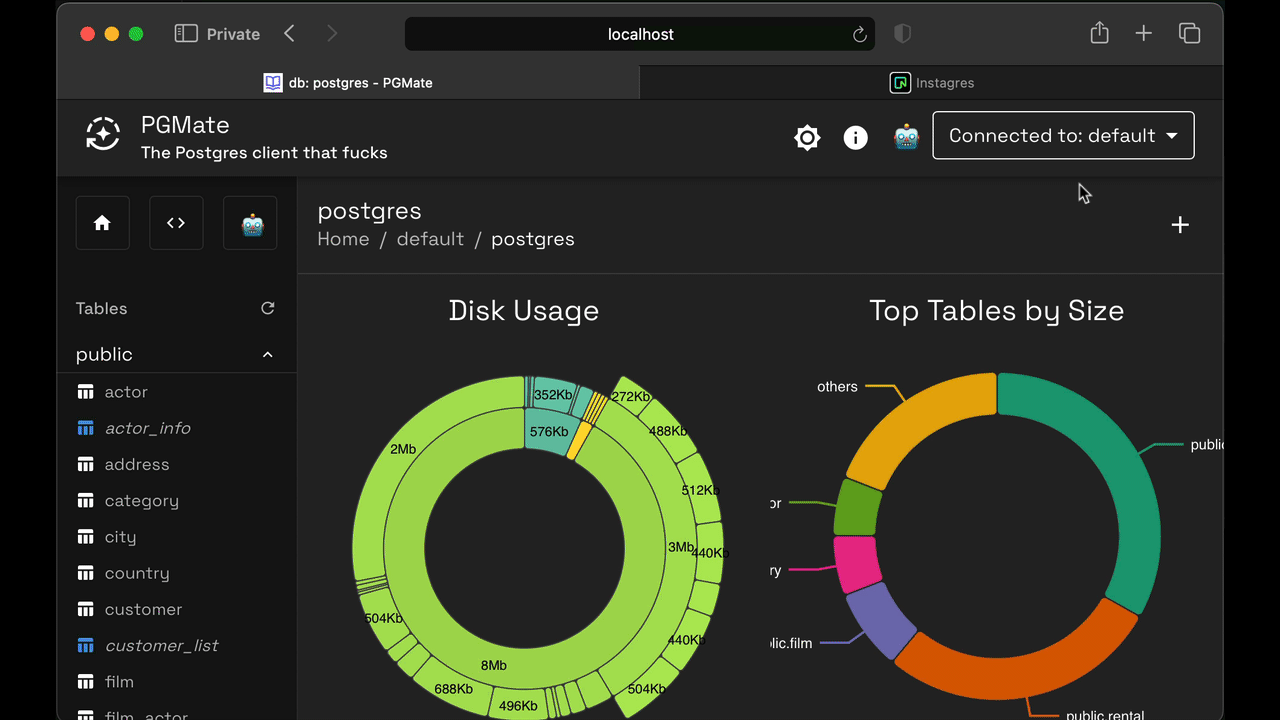 Private
localhost
db: postgres - PGMate
Instagres
PGMate
The Postgres client that fucks
Connected to: default
postgres
Home / default / postgres
Tables
public
actor
actor_info
address
category
city
country
customer
customer_list
film
film_actor
Disk Usage
352Kb
272Kb
576Kb
488Kb
2Mb
512Kb
3Mb
440Kb
504Kb
440Kb
8Mb
688Kb
504Kb
496Kb
Top Tables by Size
others
public
or
ry
lic.film
public.rental